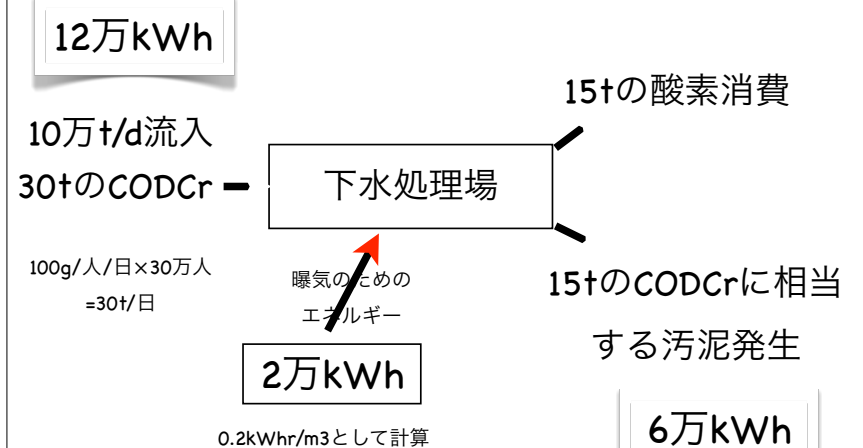 12万kWh
15tの酸素消費
10万t/d流入
30tのCODCr
下水処理場
100g/人/日×30万人
=30t/日
曝気のための
エネルギー
15tのCODCrに相当
する汚泥発生
2万kWh
6万kWh
0.2kWhr/m3として計算